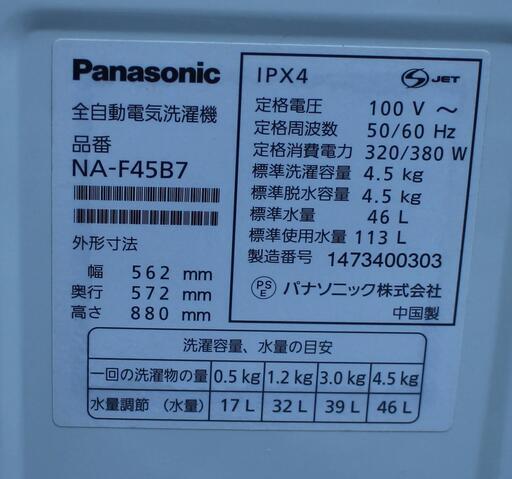 Panasonic
全自動電気洗濯機
品番
NA-F45B7
外形寸法
幅 562 mm
奥行 572 mm
高さ 880 mm
IPX4
S JET
定格電圧 100 V ～
定格周波数 50/60 Hz
定格消費電力 320/380 W
標準洗濯容量 4.5 kg
標準脱水容量 4.5 kg
標準水量 46 L
標準使用水量 113 L
製造番号 1473400303
PSE パナソニック株式会社
中国製
洗濯容量、水量の目安
一回の洗濯物の量 0.5 kg 1.2 kg 3.0 kg 4.5 kg
水量調節 (水量) 17 L 32 L 39 L 46 L